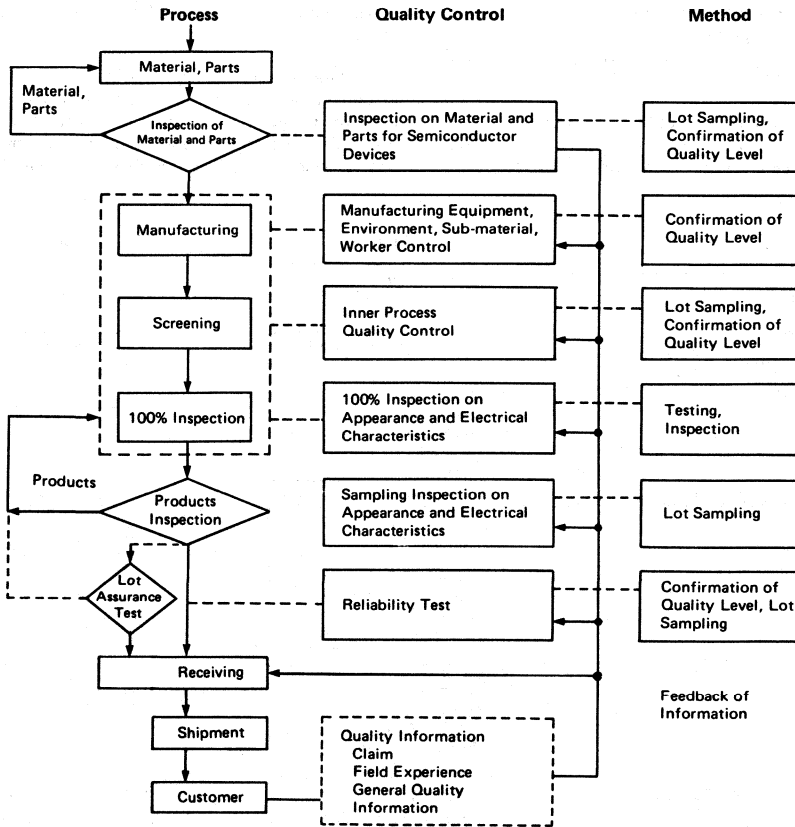 Process
Quality Control
Method
Material, Parts
Material,
Parts
Inspection of
Material and Parts
Inspection on Material and
Parts for Semiconductor
Devices
Lot Sampling,
Confirmation of
Quality Level
Manufacturing
Manufacturing Equipment,
Environment, Sub-material,
Worker Control
Confirmation of
Quality Level
Screening
Inner Process
Quality Control
Lot Sampling,
Confirmation of
Quality Level
100% Inspection
100% Inspection on
Appearance and Electrical
Characteristics
Testing,
Inspection
Products
Products
Inspection
Sampling Inspection on
Appearance and Electrical
Characteristics
Lot Sampling
Lot
Assurance
Test
Reliability Test
Confirmation of
Quality Level, Lot
Sampling
Receiving
Feedback of
Information
Shipment
Quality Information
Claim
Field Experience
General Quality
Information
Customer